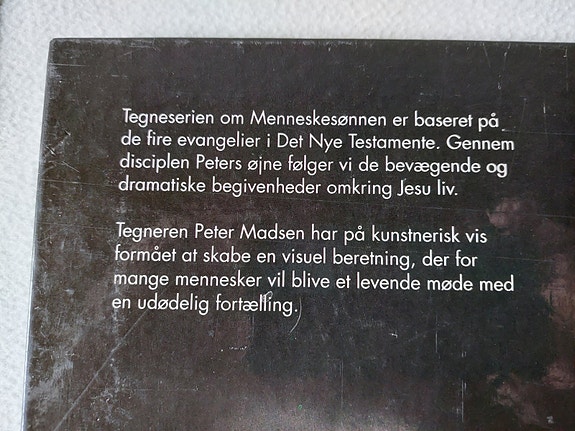 Tegneserien om Menneskesønnen er baseret på
de fire evangelier i Det Nye Testamente. Gennem
disciplen Peters øjne følger vi de bevægende og
dramatiske begivenheder omkring Jesu liv.
Tegneren Peter Madsen har på kunstnerisk vis
formået at skabe en visuel beretning, der for
mange mennesker vil blive et levende møde med
en udødelig fortælling.